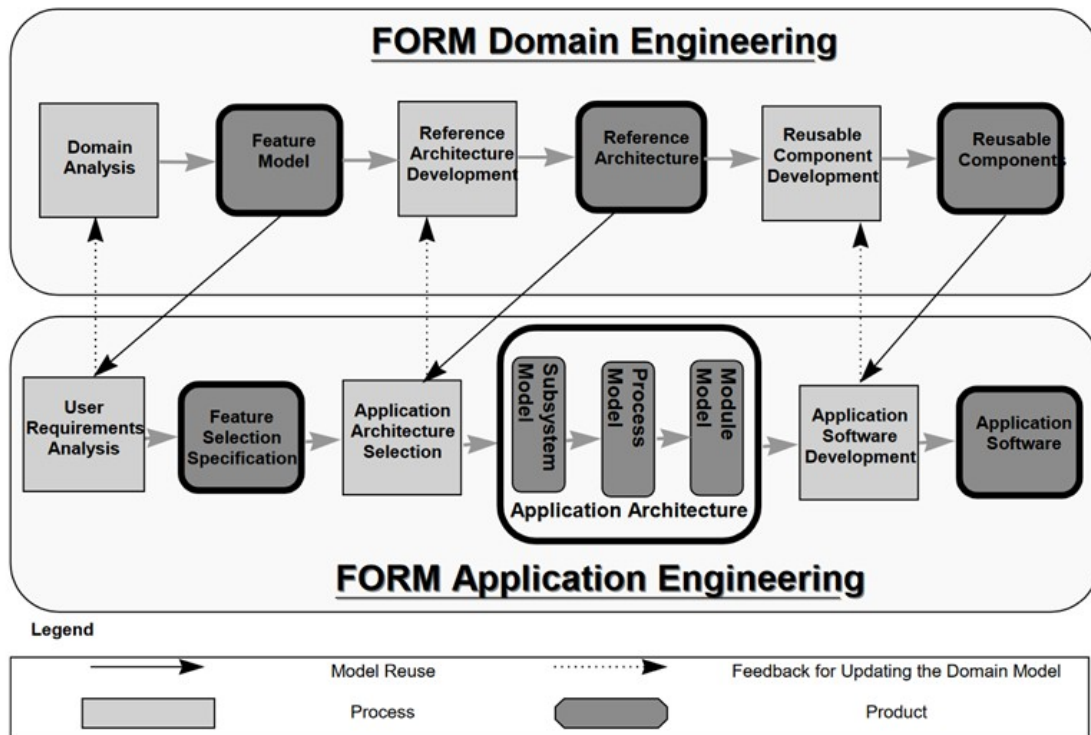 FORM Domain Engineering
Domain
Analysis
Feature
Model
Reference
Architecture
Development
Reference
Architecture
Reusable
Component
Development
Reusable
Components
User
Requirements
Analysis
Feature
Selection
Specification
Application
Architecture
Selection
Subsystem
Model
Process
Model
Module
Model
Application Architecture
Application
Software
Development
Application
Software
FORM Application Engineering
Legend
Model Reuse
Feedback for Updating the Domain Model
Process
Product